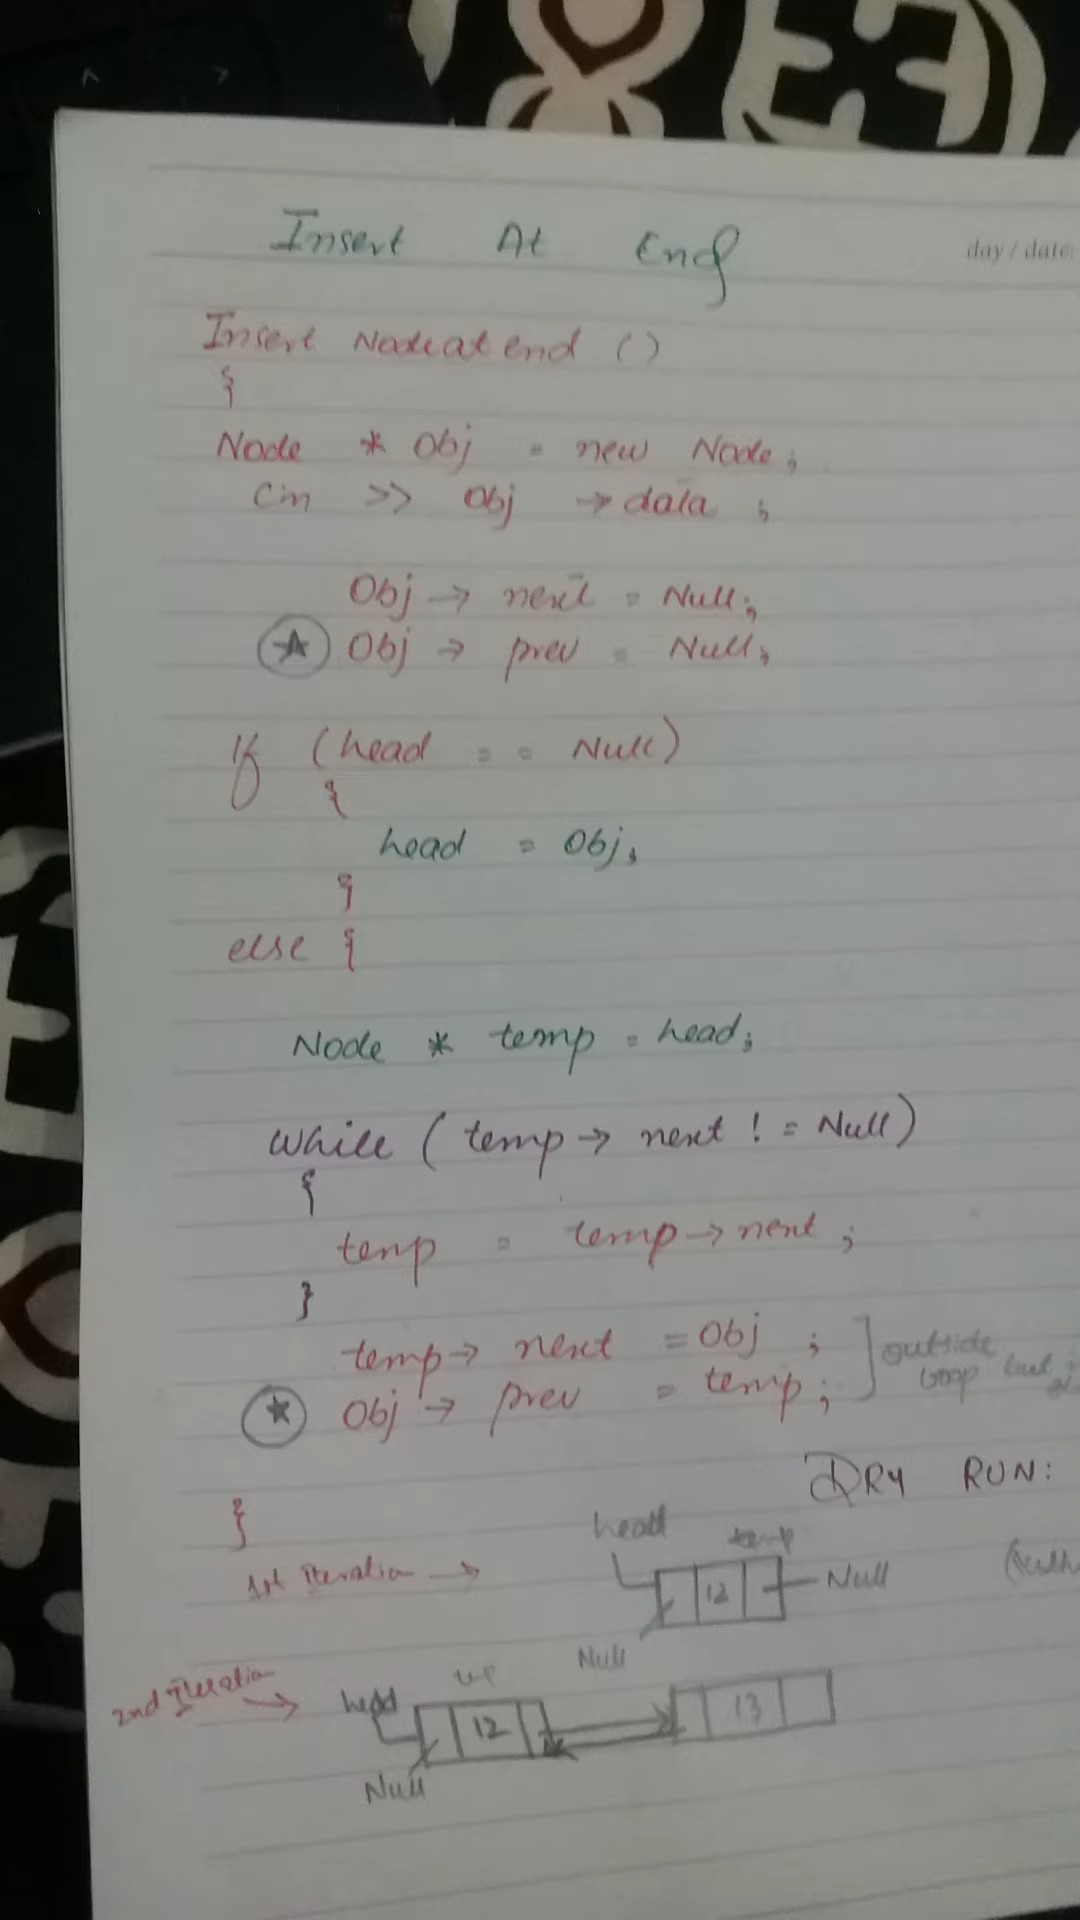 Insert At End
day / date:
Insert Node at end ()
{
Node * Obj = new Node;
Cin >> Obj → data ;
Obj → next = Null;
Obj → prev = Null;
If (head == Null)
{
head = Obj;
}
else {
Node * temp = head;
while ( temp → next != Null)
{
temp = temp → next ;
}
temp → next = Obj ;
Obj → prev = temp ;
outside
loop but
}
DRY RUN:
1st iteration →
head temp
12 Null
Null
2nd Iteration →
head
12 13
Null